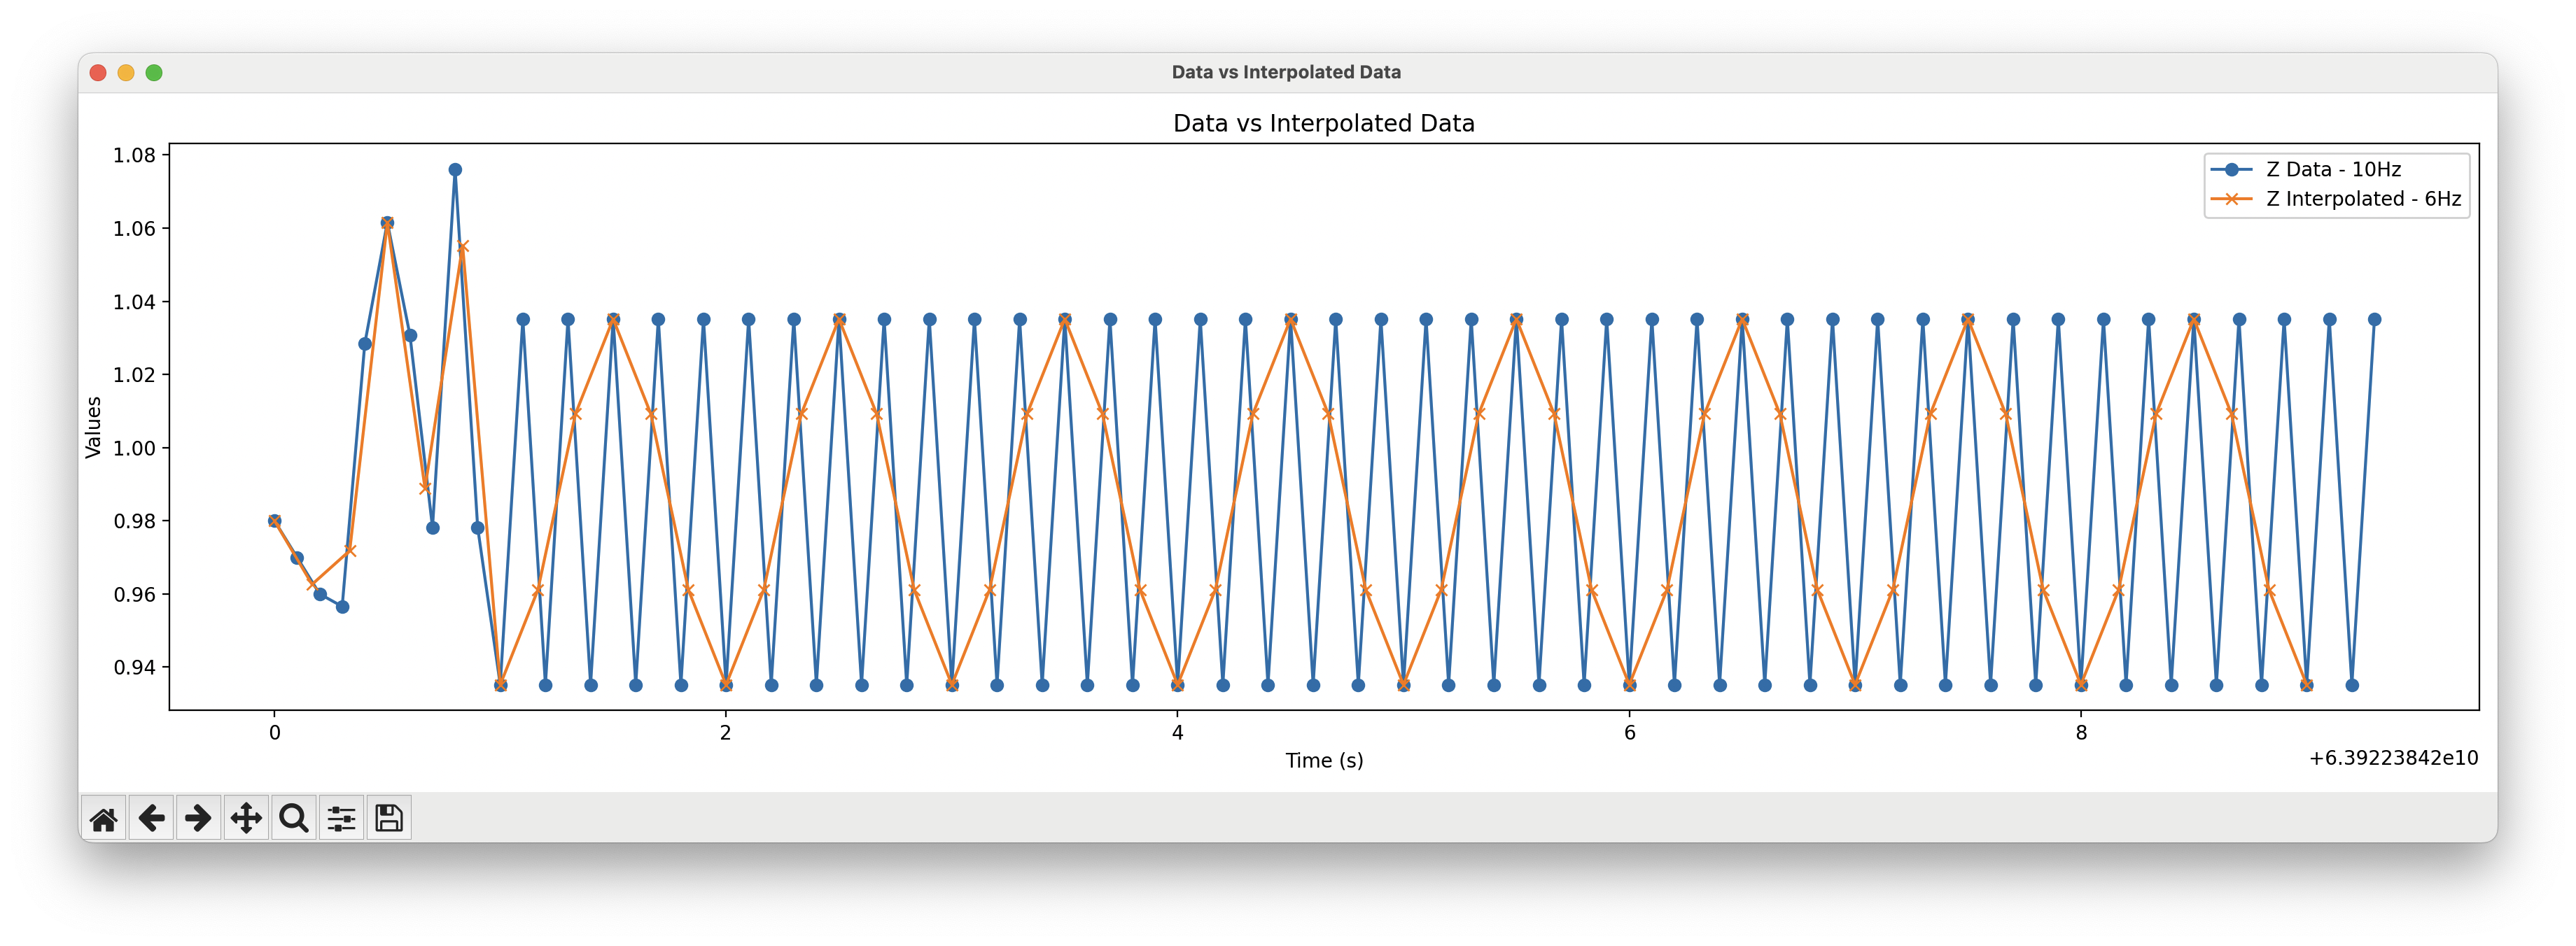 Data vs Interpolated Data
Data vs Interpolated Data
1.08
1.06
1.04
1.02
1.00
0.98
0.96
0.94
Values
Z Data - 10Hz
Z Interpolated - 6Hz
0 2 4 6 8
Time (s)
+6.39223842e10